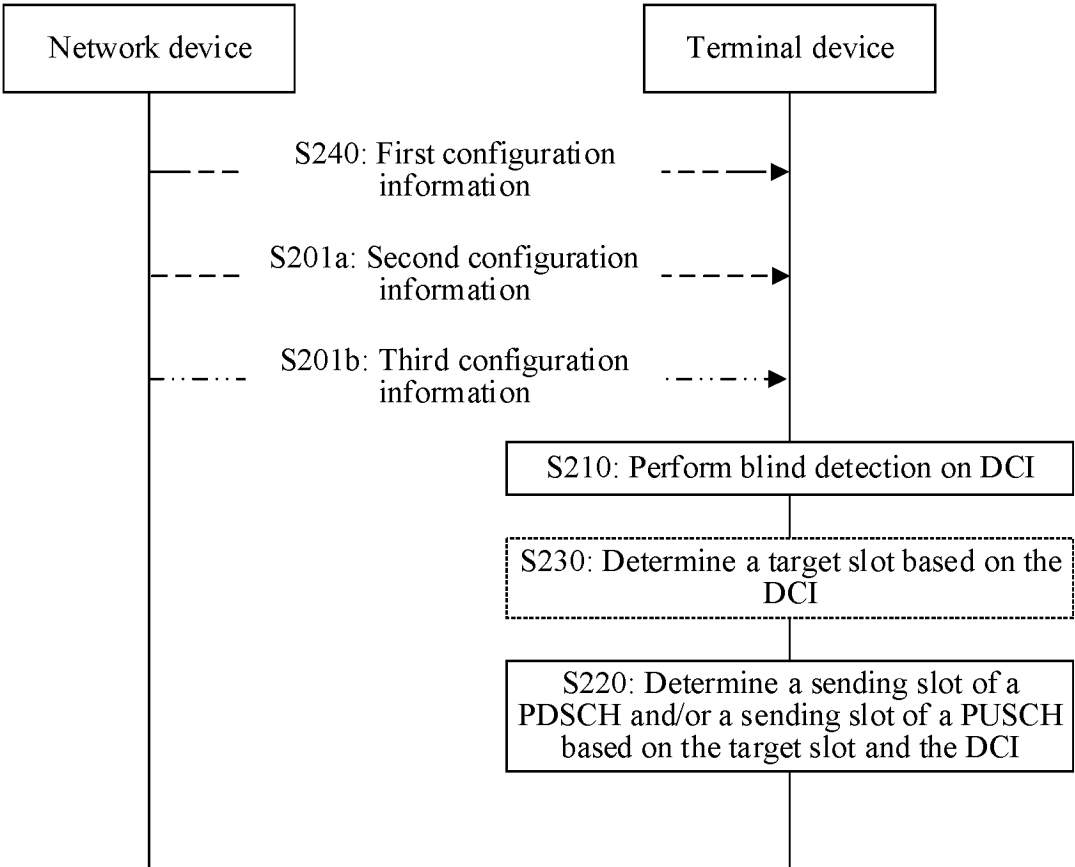 Network device
Terminal device
S240: First configuration
information
S201a: Second configuration
information
S201b: Third configuration
information
S210: Perform blind detection on DCI
S230: Determine a target slot based on the
DCI
S220: Determine a sending slot of a
PDSCH and/or a sending slot of a PUSCH
based on the target slot and the DCI